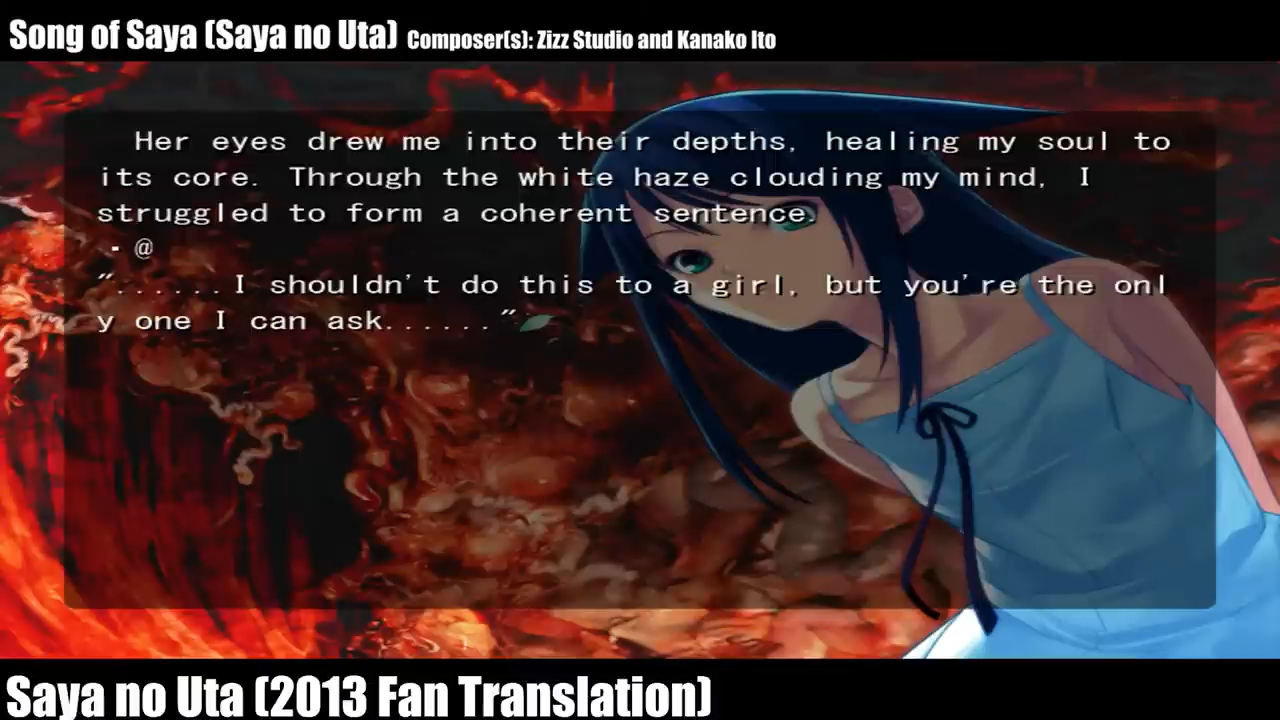 Song of Saya (Saya no Uta) Composer(s): Zizz Studio and Kanako Ito
Her eyes drew me into their depths, healing my soul to
its core. Through the white haze clouding my mind, I
struggled to form a coherent sentence.
- @
"......I shouldn't do this to a girl, but you're the onl
y one I can ask......"
Saya no Uta (2013 Fan Translation)